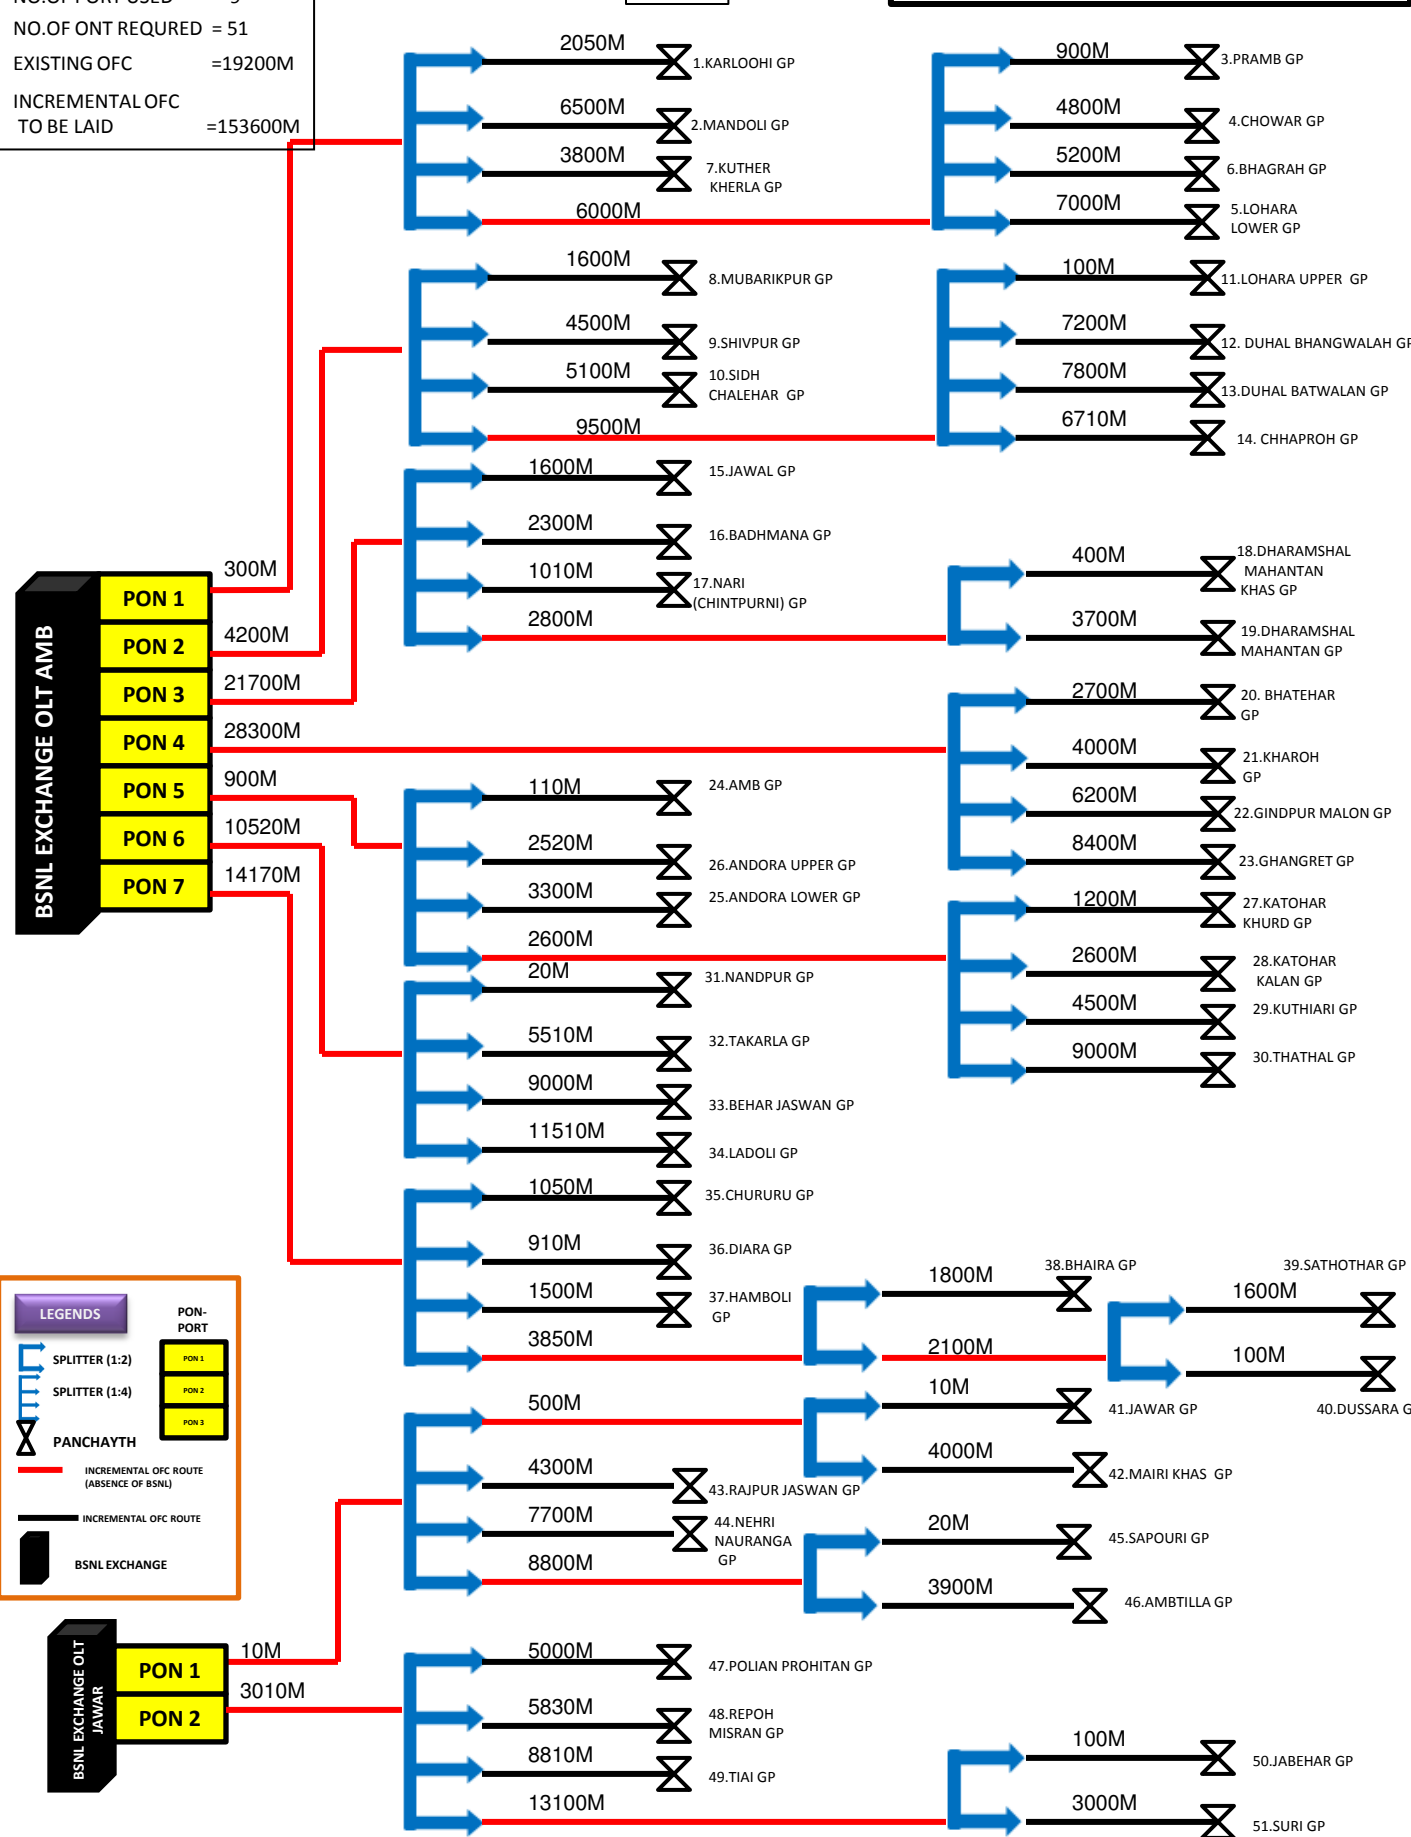 NO.OF PORT USED = 9
NO.OF ONT REQURED = 51
EXISTING OFC =19200M
INCREMENTAL OFC
TO BE LAID =153600M
2050M
1.KARLOOHI GP
6500M
2.MANDOLI GP
3800M
7.KUTHER
KHERLA GP
6000M
900M
3.PRAMB GP
4800M
4.CHOWAR GP
5200M
6.BHAGRAH GP
7000M
5.LOHARA
LOWER GP
1600M
8.MUBARIKPUR GP
4500M
9.SHIVPUR GP
5100M
10.SIDH
CHALEHAR GP
9500M
100M
11.LOHARA UPPER GP
7200M
12. DUHAL BHANGWALAH GP
7800M
13.DUHAL BATWALAN GP
6710M
14. CHHAPROH GP
1600M
15.JAWAL GP
2300M
16.BADHMANA GP
1010M
17.NARI
(CHINTPURNI) GP
2800M
400M
18.DHARAMSHAL
MAHANTAN
KHAS GP
3700M
19.DHARAMSHAL
MAHANTAN GP
BSNL EXCHANGE OLT AMB
PON 1
300M
PON 2
4200M
PON 3
21700M
PON 4
28300M
PON 5
900M
PON 6
10520M
PON 7
14170M
2700M
20. BHATEHAR
GP
4000M
21.KHAROH
GP
6200M
22.GINDPUR MALON GP
8400M
23.GHANGRET GP
110M
24.AMB GP
2520M
26.ANDORA UPPER GP
3300M
25.ANDORA LOWER GP
2600M
1200M
27.KATOHAR
KHURD GP
2600M
28.KATOHAR
KALAN GP
4500M
29.KUTHIARI GP
9000M
30.THATHAL GP
20M
31.NANDPUR GP
5510M
32.TAKARLA GP
9000M
33.BEHAR JASWAN GP
11510M
34.LADOLI GP
1050M
35.CHURURU GP
910M
36.DIARA GP
1500M
37.HAMBOLI
GP
3850M
1800M
38.BHAIRA GP
2100M
39.SATHOTHAR GP
1600M
100M
40.DUSSARA G
LEGENDS
PON-
PORT
SPLITTER (1:2)
SPLITTER (1:4)
PON 1
PON 2
PON 3
PANCHAYTH
INCREMENTAL OFC ROUTE
(ABSENCE OF BSNL)
INCREMENTAL OFC ROUTE
BSNL EXCHANGE
500M
10M
41.JAWAR GP
4000M
42.MAIRI KHAS GP
4300M
43.RAJPUR JASWAN GP
7700M
44.NEHRI
NAURANGA
GP
8800M
20M
45.SAPOURI GP
3900M
46.AMBTILLA GP
BSNL EXCHANGE OLT
JAWAR
PON 1
10M
PON 2
3010M
5000M
47.POLIAN PROHITAN GP
5830M
48.REPOH
MISRAN GP
8810M
49.TIAI GP
13100M
100M
50.JABEHAR GP
3000M
51.SURI GP